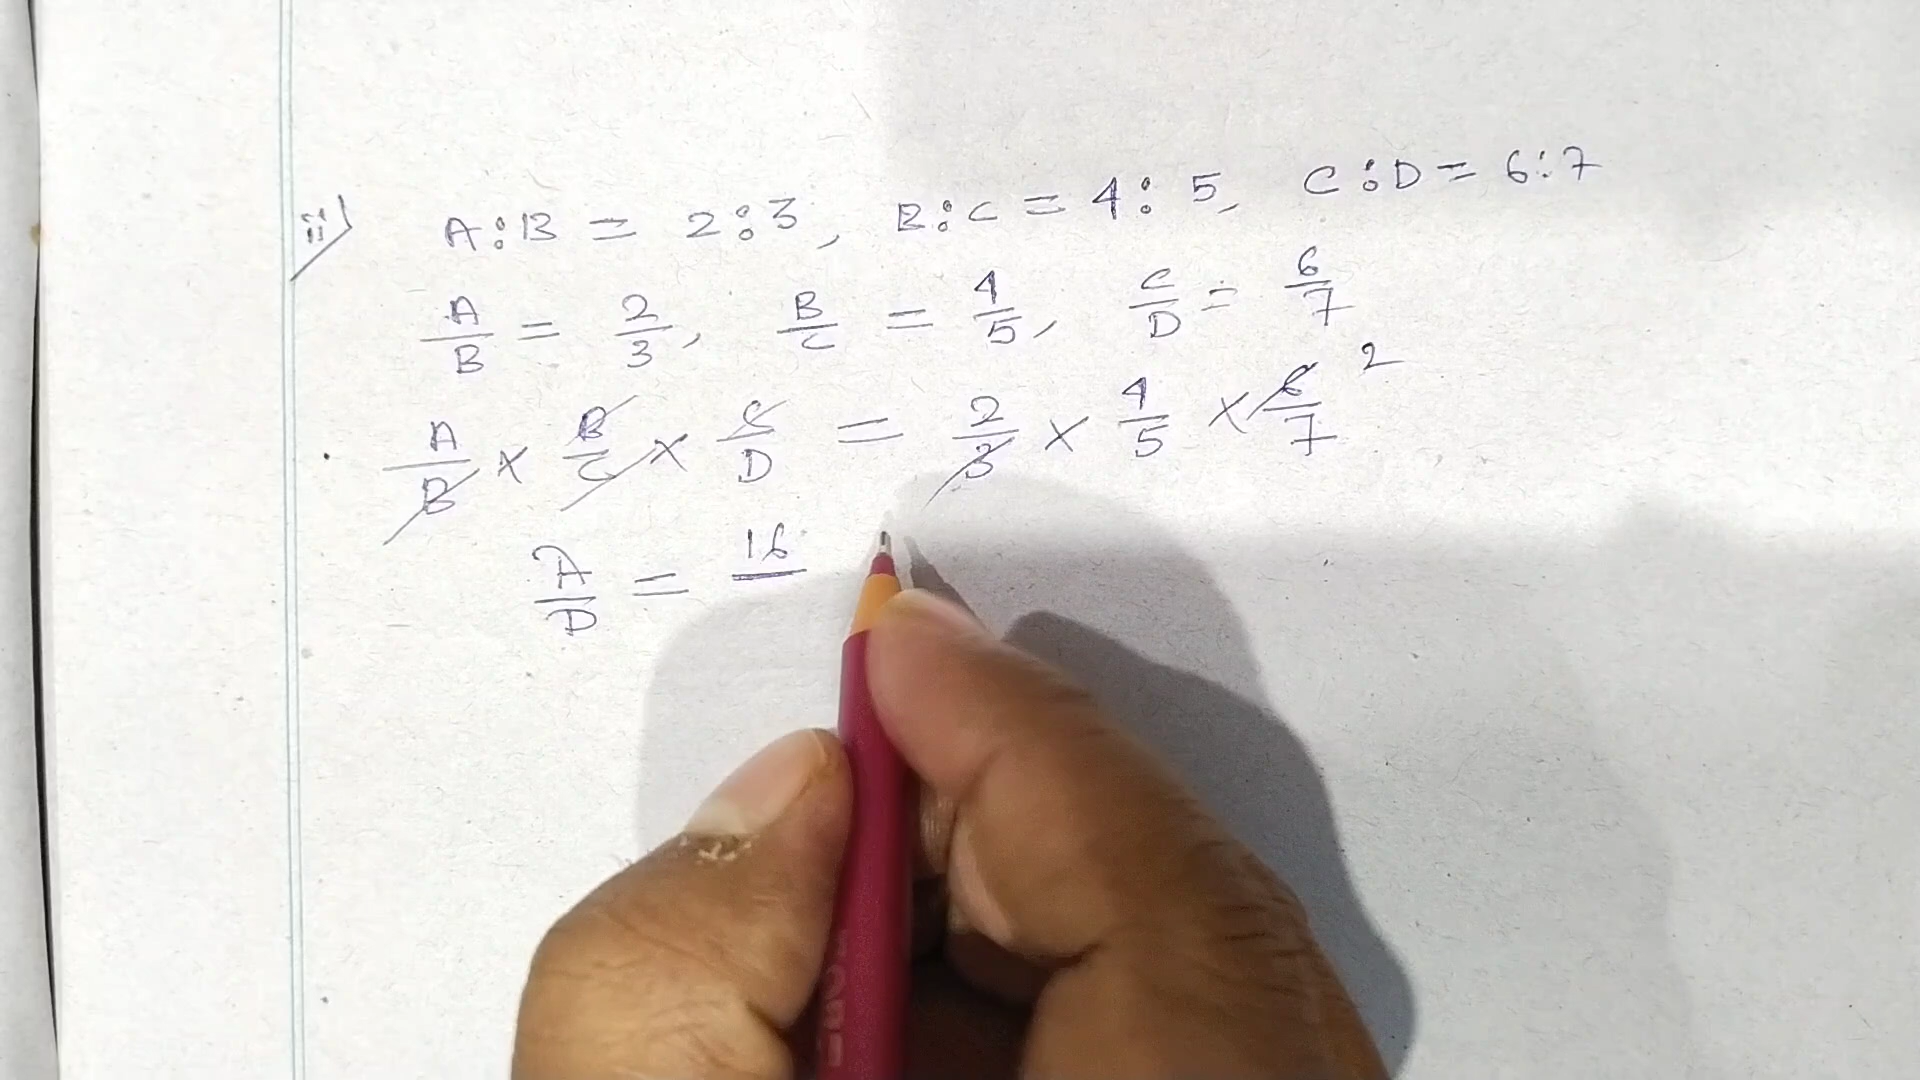 ii) A:B = 2:3, B:C = 4:5, C:D = 6:7
A/B = 2/3, B/C = 4/5, C/D = 6/7
A/B × B/C × C/D = 2/3 × 4/5 × 6/7 2
A/D = 16